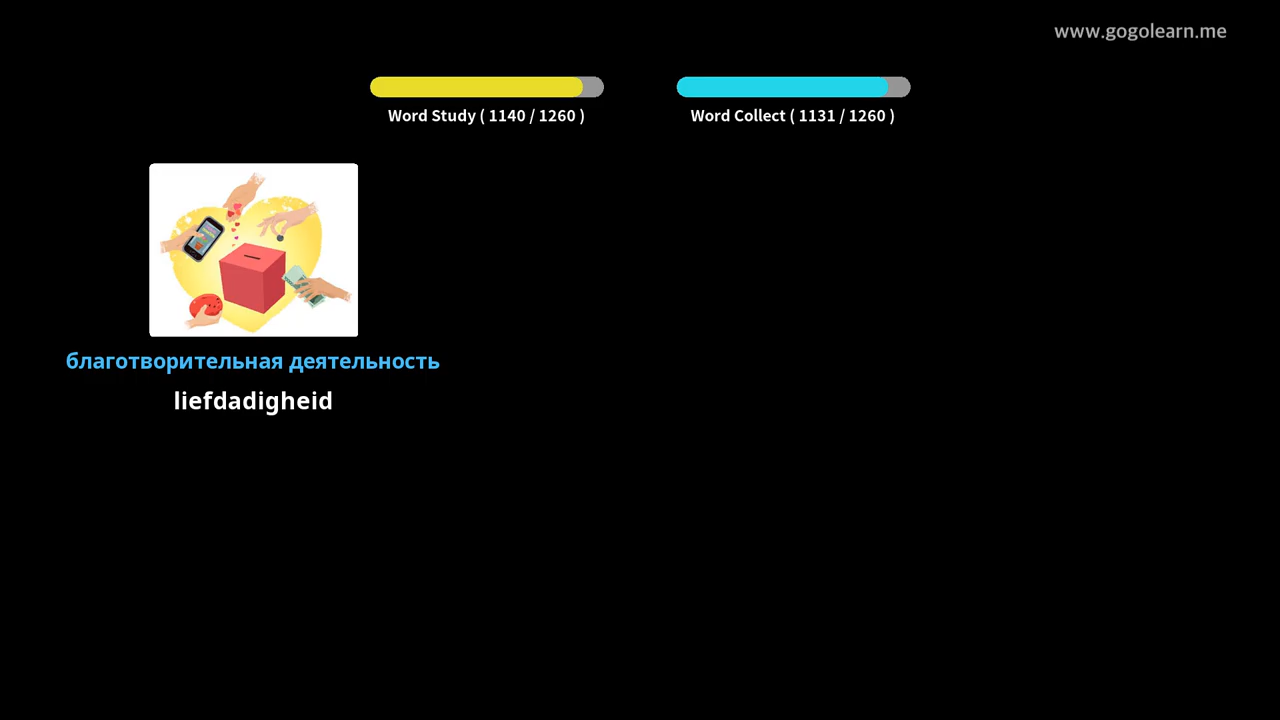 www.gogolearn.me
Word Study ( 1140 / 1260 )
Word Collect ( 1131 / 1260 )
благотворительная деятельность
liefdadigheid